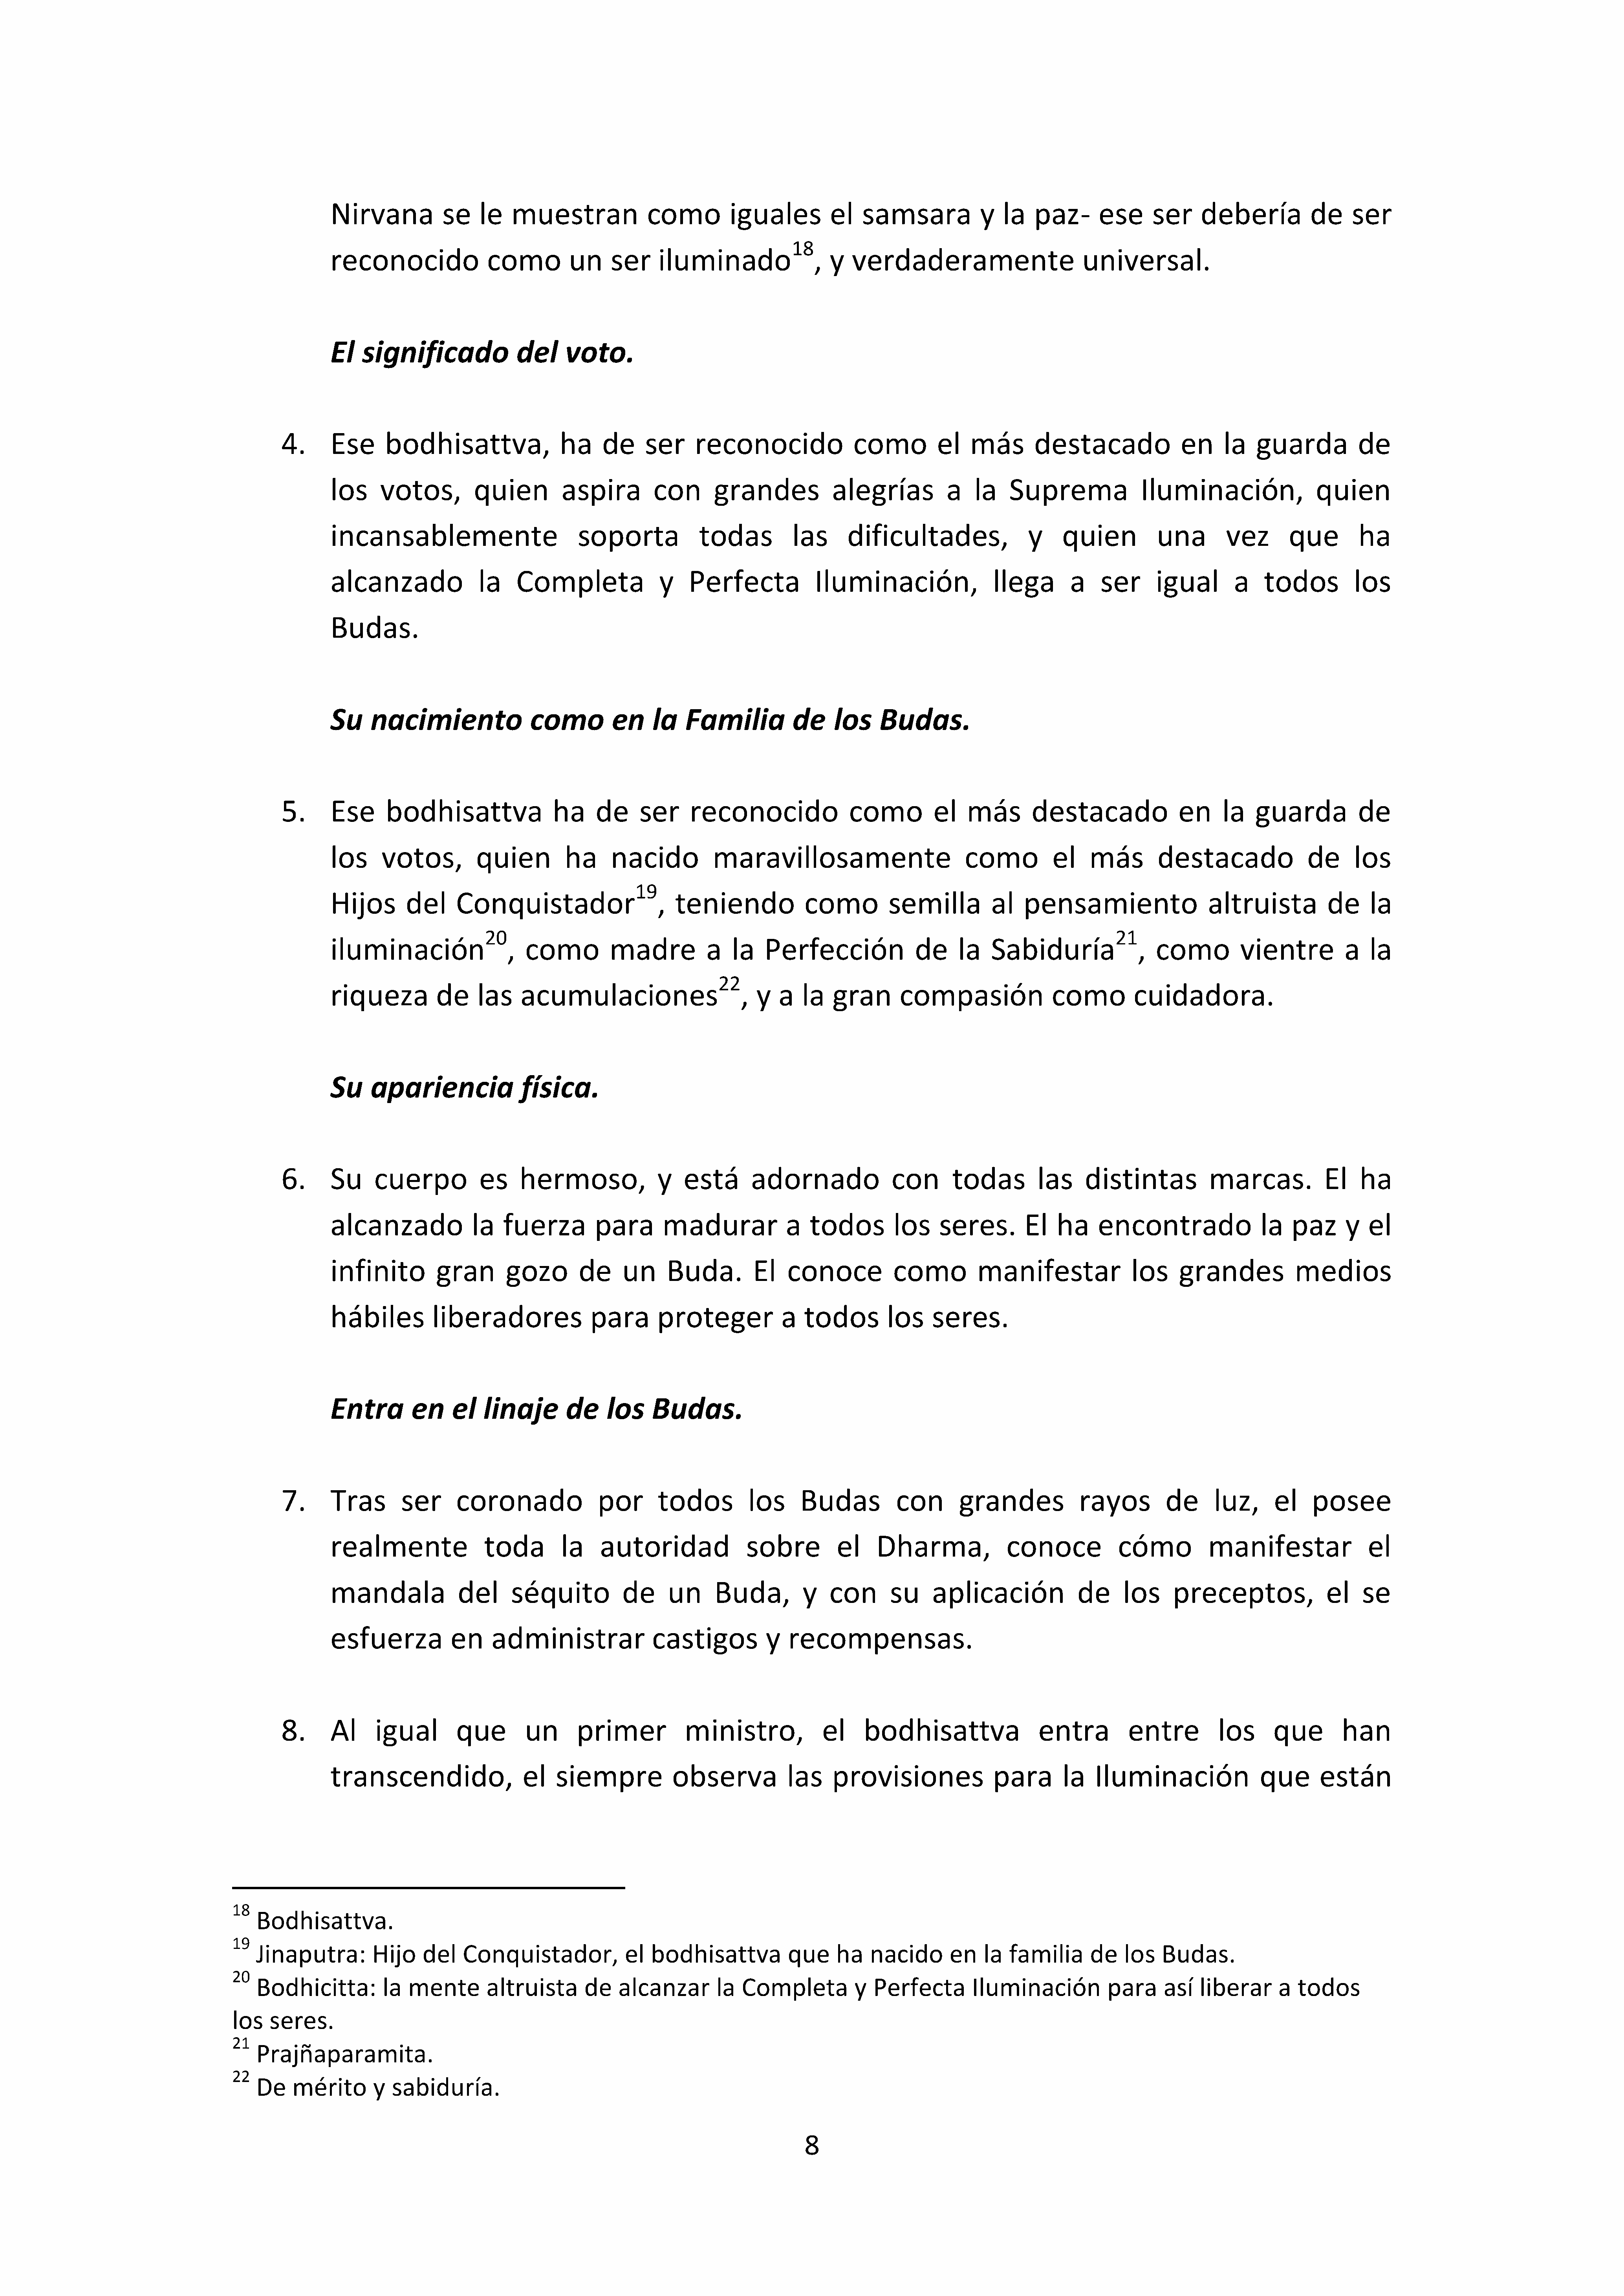 Nirvana se le muestran como iguales el samsara y la paz- ese ser debería de ser
reconocido como un ser iluminado18, y verdaderamente universal.
El significado del voto.
4. Ese bodhisattva, ha de ser reconocido como el más destacado en la guarda de
los votos, quien aspira con grandes alegrías a la Suprema Iluminación, quien
incansablemente soporta todas las dificultades, y quien una vez que ha
alcanzado la Completa y Perfecta Iluminación, llega a ser igual a todos los
Budas.
Su nacimiento como en la Familia de los Budas.
5. Ese bodhisattva ha de ser reconocido como el más destacado en la guarda de
los votos, quien ha nacido maravillosamente como el más destacado de los
Hijos del Conquistador19, teniendo como semilla al pensamiento altruista de la
iluminación20, como madre a la Perfección de la Sabiduría21, como vientre a la
riqueza de las acumulaciones22, y a la gran compasión como cuidadora.
Su apariencia física.
6. Su cuerpo es hermoso, y está adornado con todas las distintas marcas. El ha
alcanzado la fuerza para madurar a todos los seres. El ha encontrado la paz y el
infinito gran gozo de un Buda. El conoce como manifestar los grandes medios
hábiles liberadores para proteger a todos los seres.
Entra en el linaje de los Budas.
7. Tras ser coronado por todos los Budas con grandes rayos de luz, el posee
realmente toda la autoridad sobre el Dharma, conoce cómo manifestar el
mandala del séquito de un Buda, y con su aplicación de los preceptos, el se
esfuerza en administrar castigos y recompensas.
8. Al igual que un primer ministro, el bodhisattva entra entre los que han
transcendido, el siempre observa las provisiones para la Iluminación que están
18 Bodhisattva.
19 Jinaputra: Hijo del Conquistador, el bodhisattva que ha nacido en la familia de los Budas.
20 Bodhicitta: la mente altruista de alcanzar la Completa y Perfecta Iluminación para así liberar a todos
los seres.
21 Prajñaparamita.
22 De mérito y sabiduría.
8